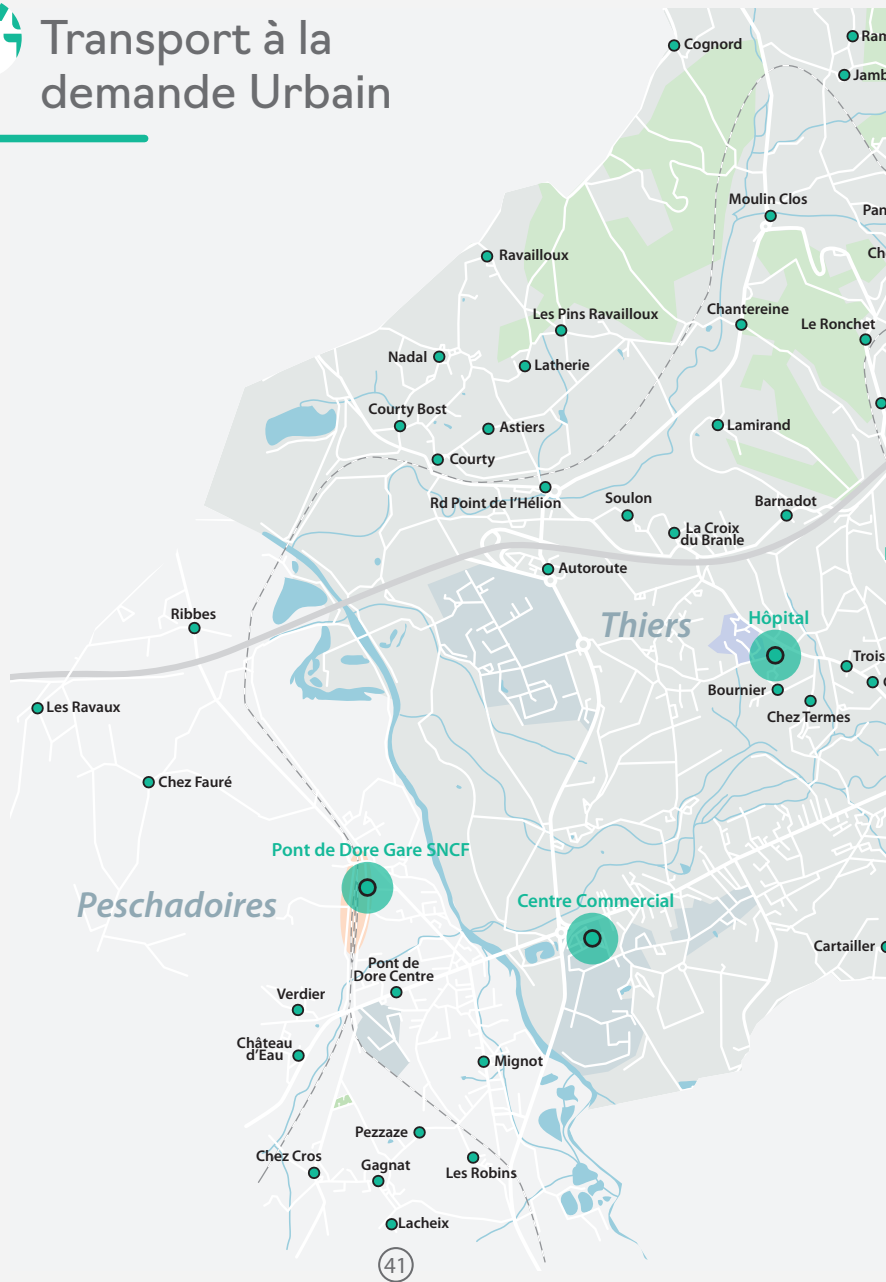 Transport à la
demande Urbain
Cognord
Moulin Clos
Ravailloux
Les Pins Ravailloux
Chantereine
Le Ronchet
Nadal
Latherie
Courty Bost
Astiers
Lamirand
Courty
Rd Point de l'Hélion
Soulon
Barnadot
La Croix
du Branle
Autoroute
Ribbes
Thiers
Hôpital
Trois
Bournier
Les Ravaux
Chez Termes
Chez Fauré
Pont de Dore Gare SNCF
Peschadoires
Centre Commercial
Cartailler
Pont de
Dore Centre
Verdier
Château
d'Eau
Mignot
Pezzaze
Chez Cros
Gagnat
Les Robins
Lacheix
41